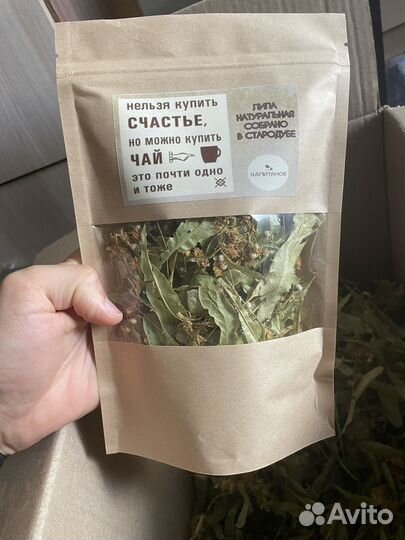 нельзя купить
СЧАСТЬЕ,
но можно купить
ЧАЙ
это почти одно
и тоже
ЛИПА
НАТУРАЛЬНАЯ
СОБРАНО
В СТАРОДУБЕ
КАПИТАНОВ
Avito